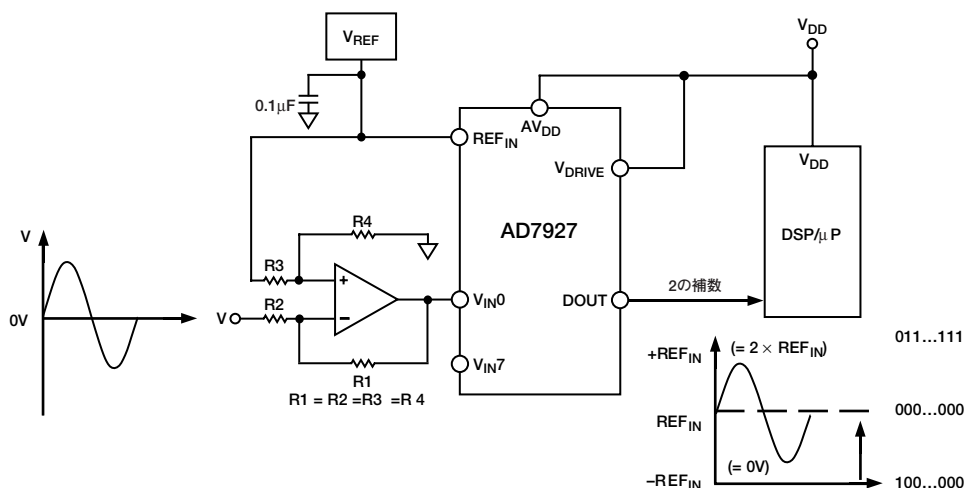 VREF
0.1μF
VDD
AVDD
REFIN
VDRIVE
VDD
AD7927
DSP/μP
R4
R3
V
R2
V
0V
VIN0
DOUT
2の補数
VIN7
R1
R1 = R2 =R3 =R 4
+REFIN
(= 2 × REFIN)
011...111
REFIN
000...000
(= 0V)
–REFIN
100...000